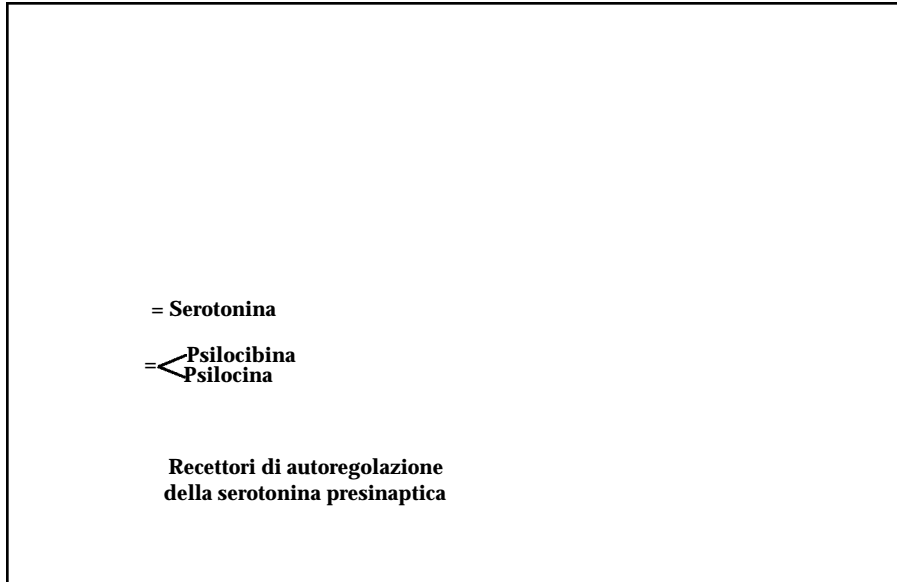 = Serotonina
= Psilocibina
Psilocina
Recettori di autoregolazione
della serotonina presinaptica